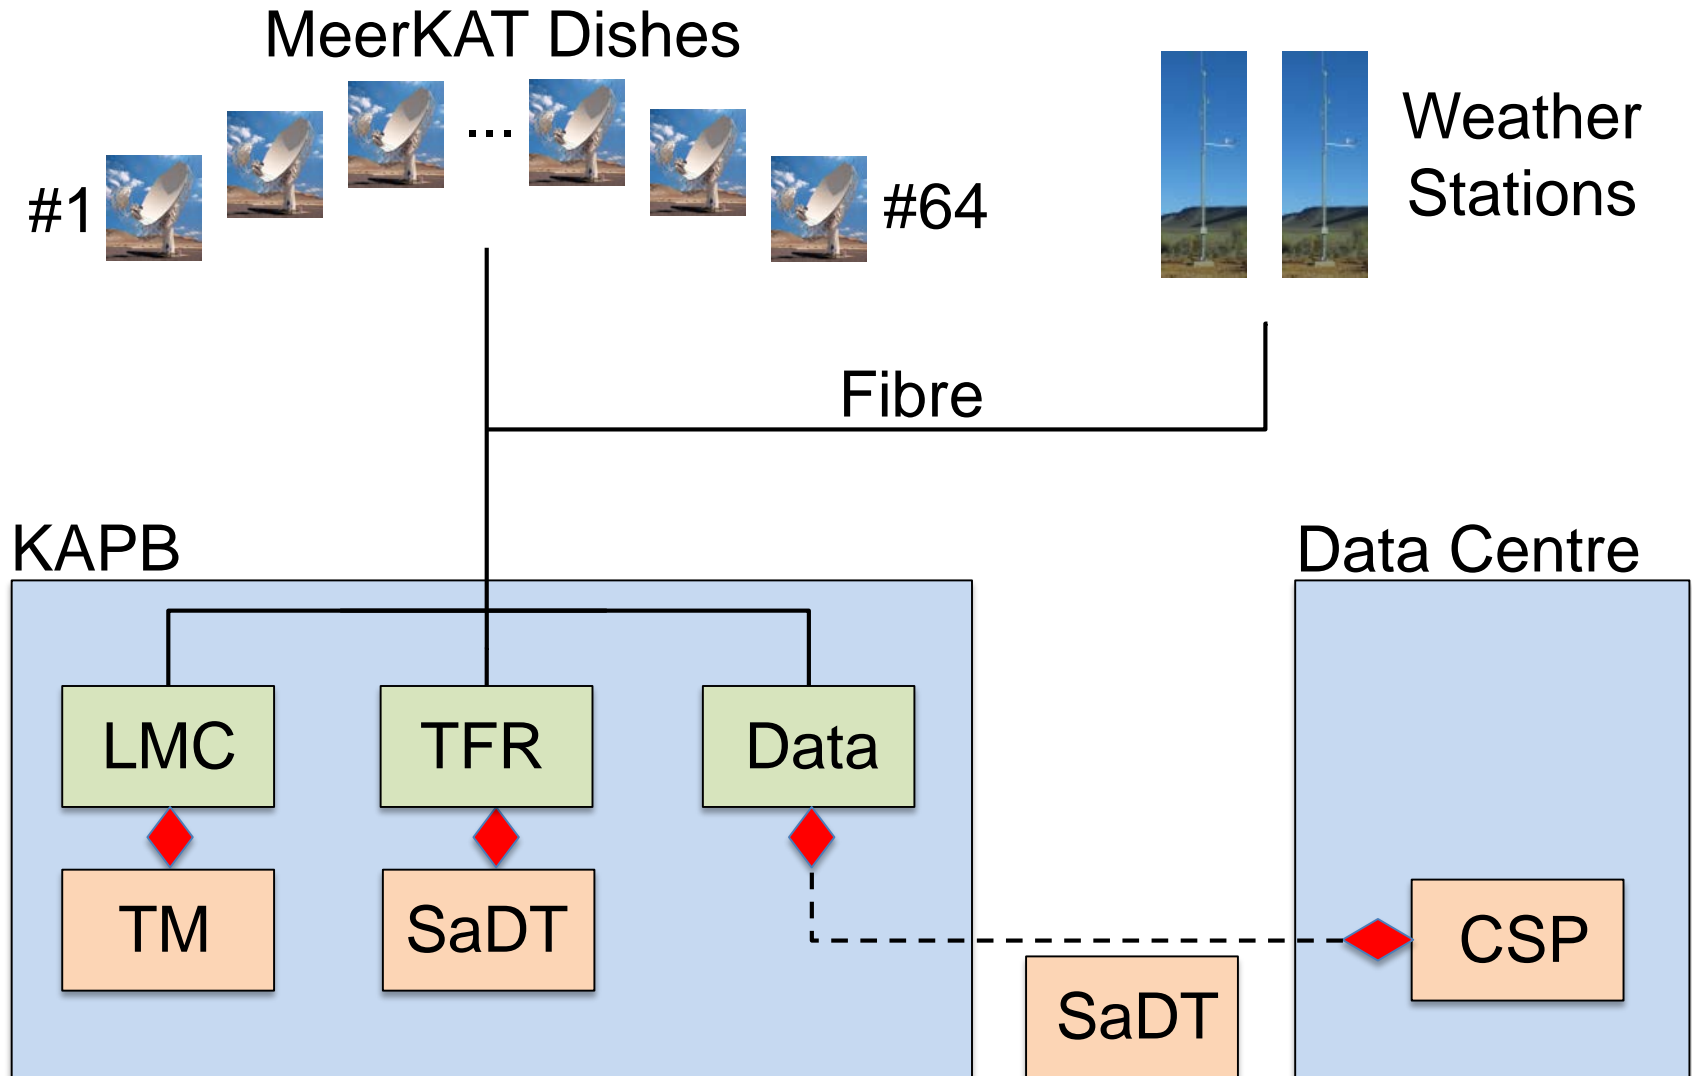 MeerKAT Dishes
...
#1
#64
Weather
Stations
Fibre
KAPB
Data Centre
LMC
TFR
Data
TM
SaDT
CSP
SaDT